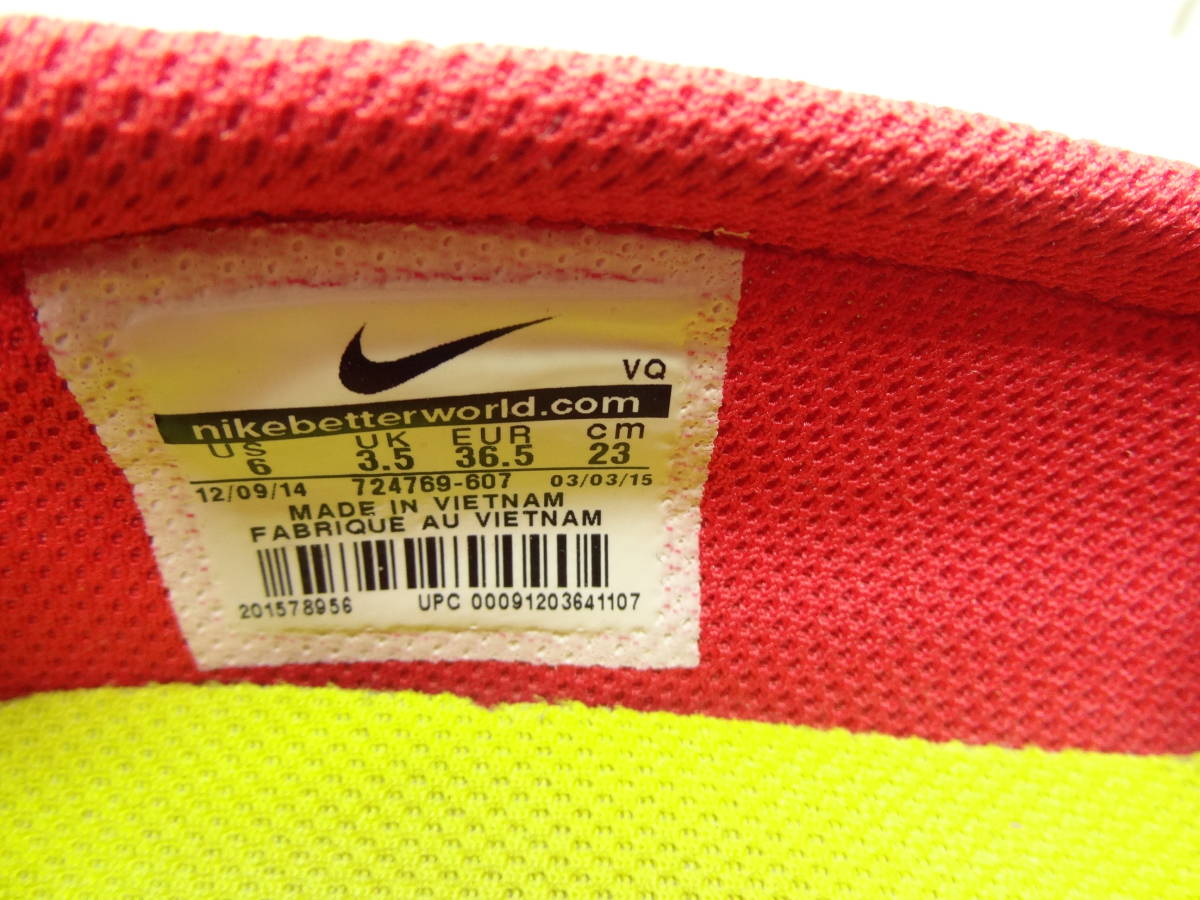 VQ
nikebetterworld.com
US UK EUR cm
6 3.5 36.5 23
12/09/14 724769-607 03/03/15
MADE IN VIETNAM
FABRIQUE AU VIETNAM
201578956 UPC 00091203641107